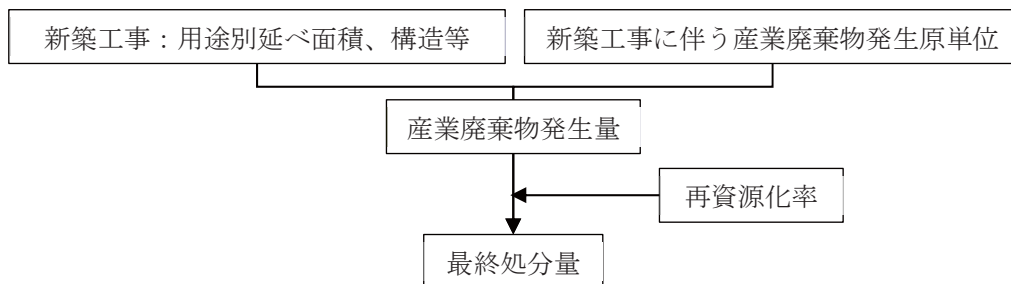 新築工事：用途別延べ面積、構造等
新築工事に伴う産業廃棄物発生原単位
産業廃棄物発生量
再資源化率
最終処分量